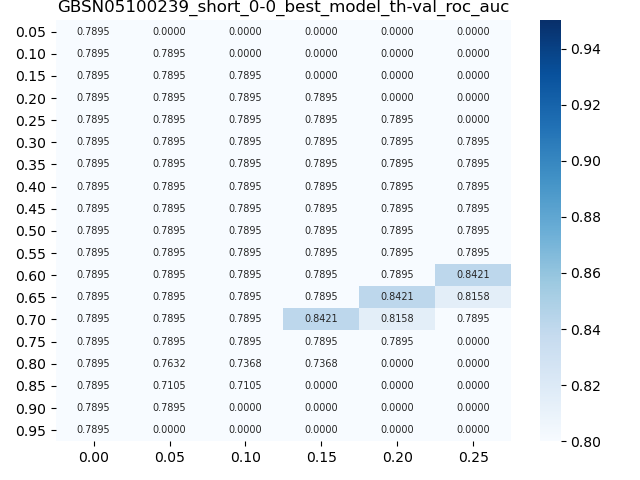 GBSN05100239_short_0-0_best_model_th-val_roc_auc
0.05 0.7895 0.0000 0.0000 0.0000 0.0000 0.0000
0.10 0.7895 0.7895 0.0000 0.0000 0.0000 0.0000
0.15 0.7895 0.7895 0.7895 0.0000 0.0000 0.0000
0.20 0.7895 0.7895 0.7895 0.7895 0.0000 0.0000
0.25 0.7895 0.7895 0.7895 0.7895 0.7895 0.0000
0.30 0.7895 0.7895 0.7895 0.7895 0.7895 0.7895
0.35 0.7895 0.7895 0.7895 0.7895 0.7895 0.7895
0.40 0.7895 0.7895 0.7895 0.7895 0.7895 0.7895
0.45 0.7895 0.7895 0.7895 0.7895 0.7895 0.7895
0.50 0.7895 0.7895 0.7895 0.7895 0.7895 0.7895
0.55 0.7895 0.7895 0.7895 0.7895 0.7895 0.7895
0.60 0.7895 0.7895 0.7895 0.7895 0.7895 0.8421
0.65 0.7895 0.7895 0.7895 0.7895 0.8421 0.8158
0.70 0.7895 0.7895 0.7895 0.8421 0.8158 0.7895
0.75 0.7895 0.7895 0.7895 0.7895 0.7895 0.0000
0.80 0.7895 0.7632 0.7368 0.7368 0.0000 0.0000
0.85 0.7895 0.7105 0.7105 0.0000 0.0000 0.0000
0.90 0.7895 0.7895 0.0000 0.0000 0.0000 0.0000
0.95 0.7895 0.0000 0.0000 0.0000 0.0000 0.0000
0.00 0.05 0.10 0.15 0.20 0.25
0.94
0.92
0.90
0.88
0.86
0.84
0.82
0.80